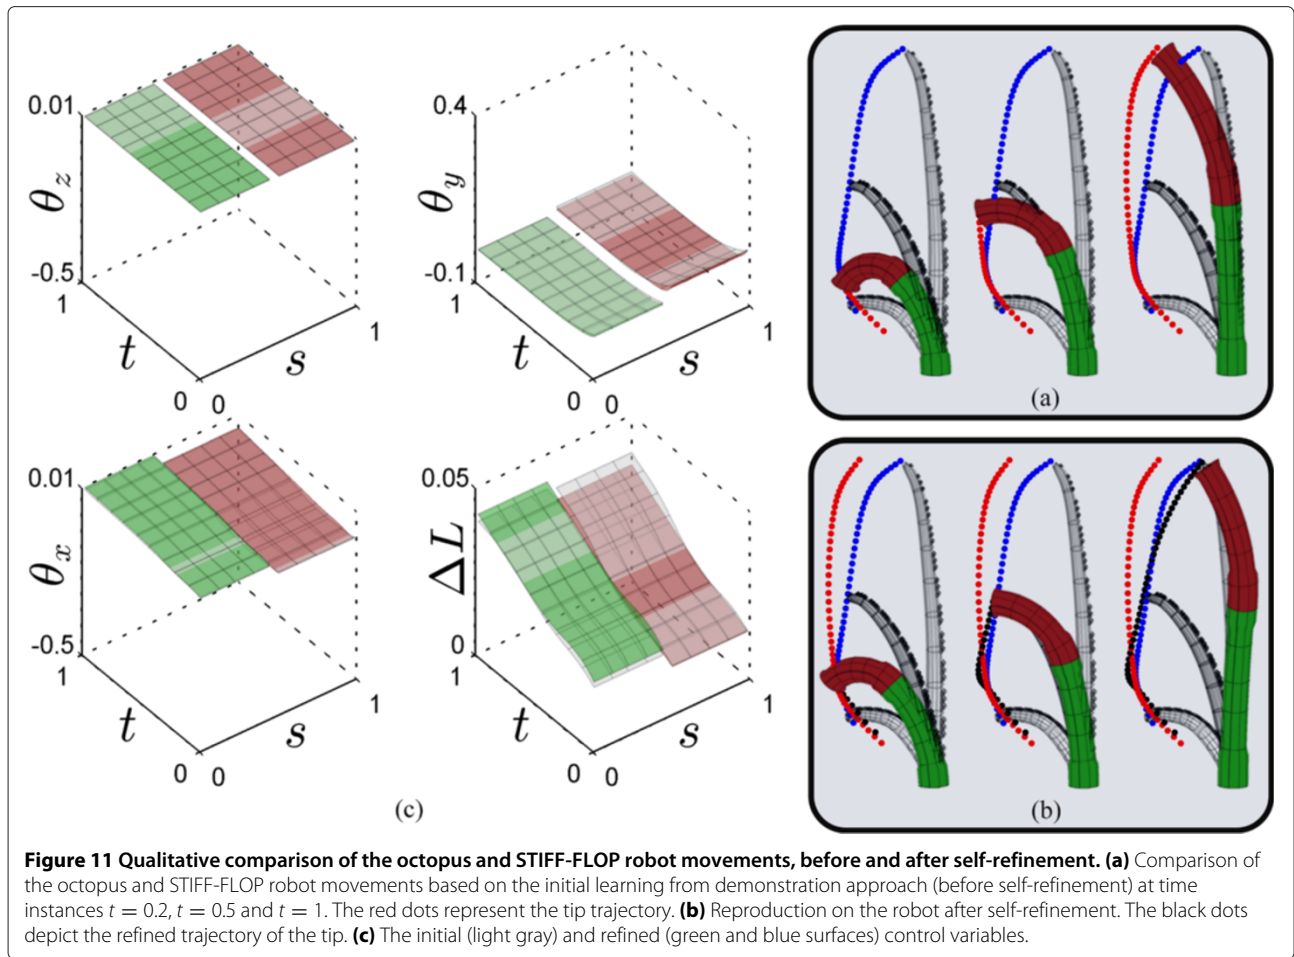 0.01
θz
-0.5
1
t
0
0
s
1
0.4
θy
-0.1
1
t
0
0
s
1
(a)
0.01
θx
-0.5
1
t
0
0
s
1
0.05
ΔL
0
1
t
0
0
s
1
(b)
(c)
Figure 11 Qualitative comparison of the octopus and STIFF-FLOP robot movements, before and after self-refinement. (a) Comparison of
the octopus and STIFF-FLOP robot movements based on the initial learning from demonstration approach (before self-refinement) at time
instances t = 0.2, t = 0.5 and t = 1. The red dots represent the tip trajectory. (b) Reproduction on the robot after self-refinement. The black dots
depict the refined trajectory of the tip. (c) The initial (light gray) and refined (green and blue surfaces) control variables.